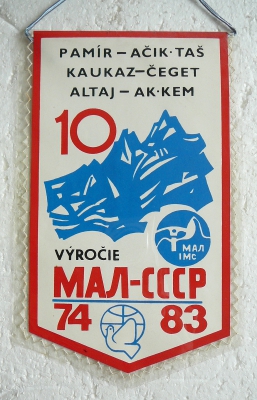 PAMÍR – AČIK·TAŠ
KAUKAZ – ČEGET
ALTAJ – AK·KEM
10
МАЛ
IMC
VÝROČIE
МАЛ-СССР
74 83